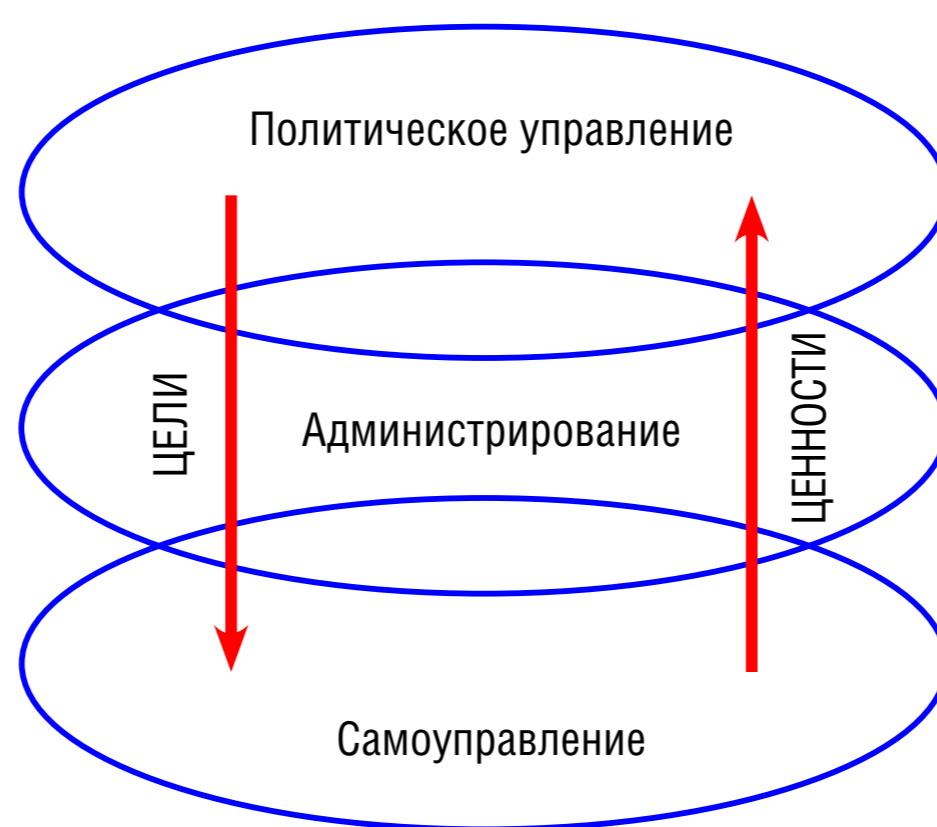 Политическое управление
ЦЕЛИ
Администрирование
ЦЕННОСТИ
Самоуправление